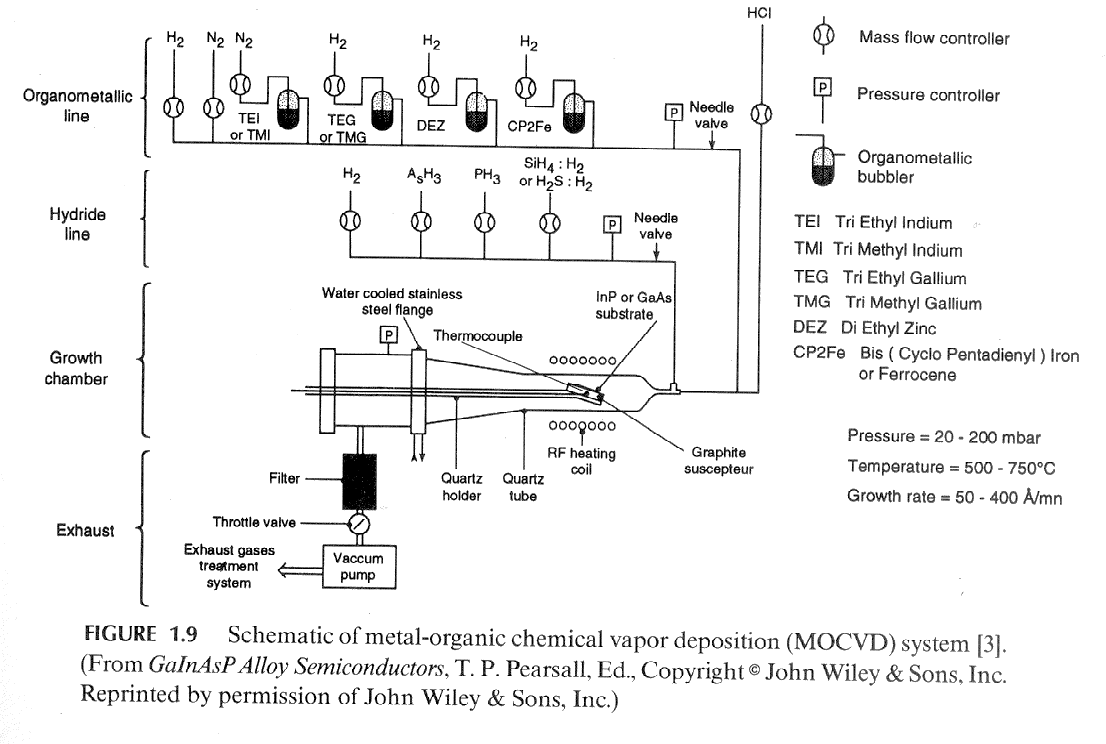 H2 N2 N2 H2 H2 H2 HCl
Organometallic
line
TEI
or TMI
TEG
or TMG
DEZ
CP2Fe
P
Needle
valve
Hydride
line
H2 AsH3 PH3 SiH4 : H2
or H2S : H2
P
Needle
valve
Growth
chamber
Water cooled stainless
steel flange
P
Thermocouple
InP or GaAs
substrate
RF heating
coil
Graphite
suscepteur
Quartz
holder
Quartz
tube
Exhaust
Filter
Throttle valve
Exhaust gases
treatment
system
Vaccum
pump
Mass flow controller
P Pressure controller
Organometallic
bubbler
TEI Tri Ethyl Indium
TMI Tri Methyl Indium
TEG Tri Ethyl Gallium
TMG Tri Methyl Gallium
DEZ Di Ethyl Zinc
CP2Fe Bis ( Cyclo Pentadienyl ) Iron
or Ferrocene
Pressure = 20 - 200 mbar
Temperature = 500 - 750°C
Growth rate = 50 - 400 Å/mn
FIGURE 1.9 Schematic of metal-organic chemical vapor deposition (MOCVD) system [3].
(From GaInAsP Alloy Semiconductors, T. P. Pearsall, Ed., Copyright © John Wiley & Sons, Inc.
Reprinted by permission of John Wiley & Sons, Inc.)